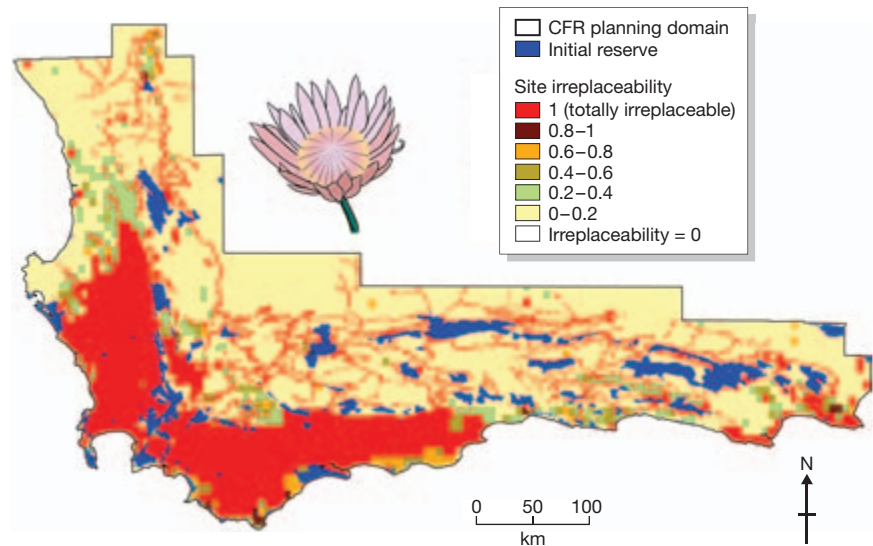 CFR planning domain
Initial reserve
Site irreplaceability
1 (totally irreplaceable)
0.8–1
0.6–0.8
0.4–0.6
0.2–0.4
0–0.2
Irreplaceability = 0
N
0 50 100
km